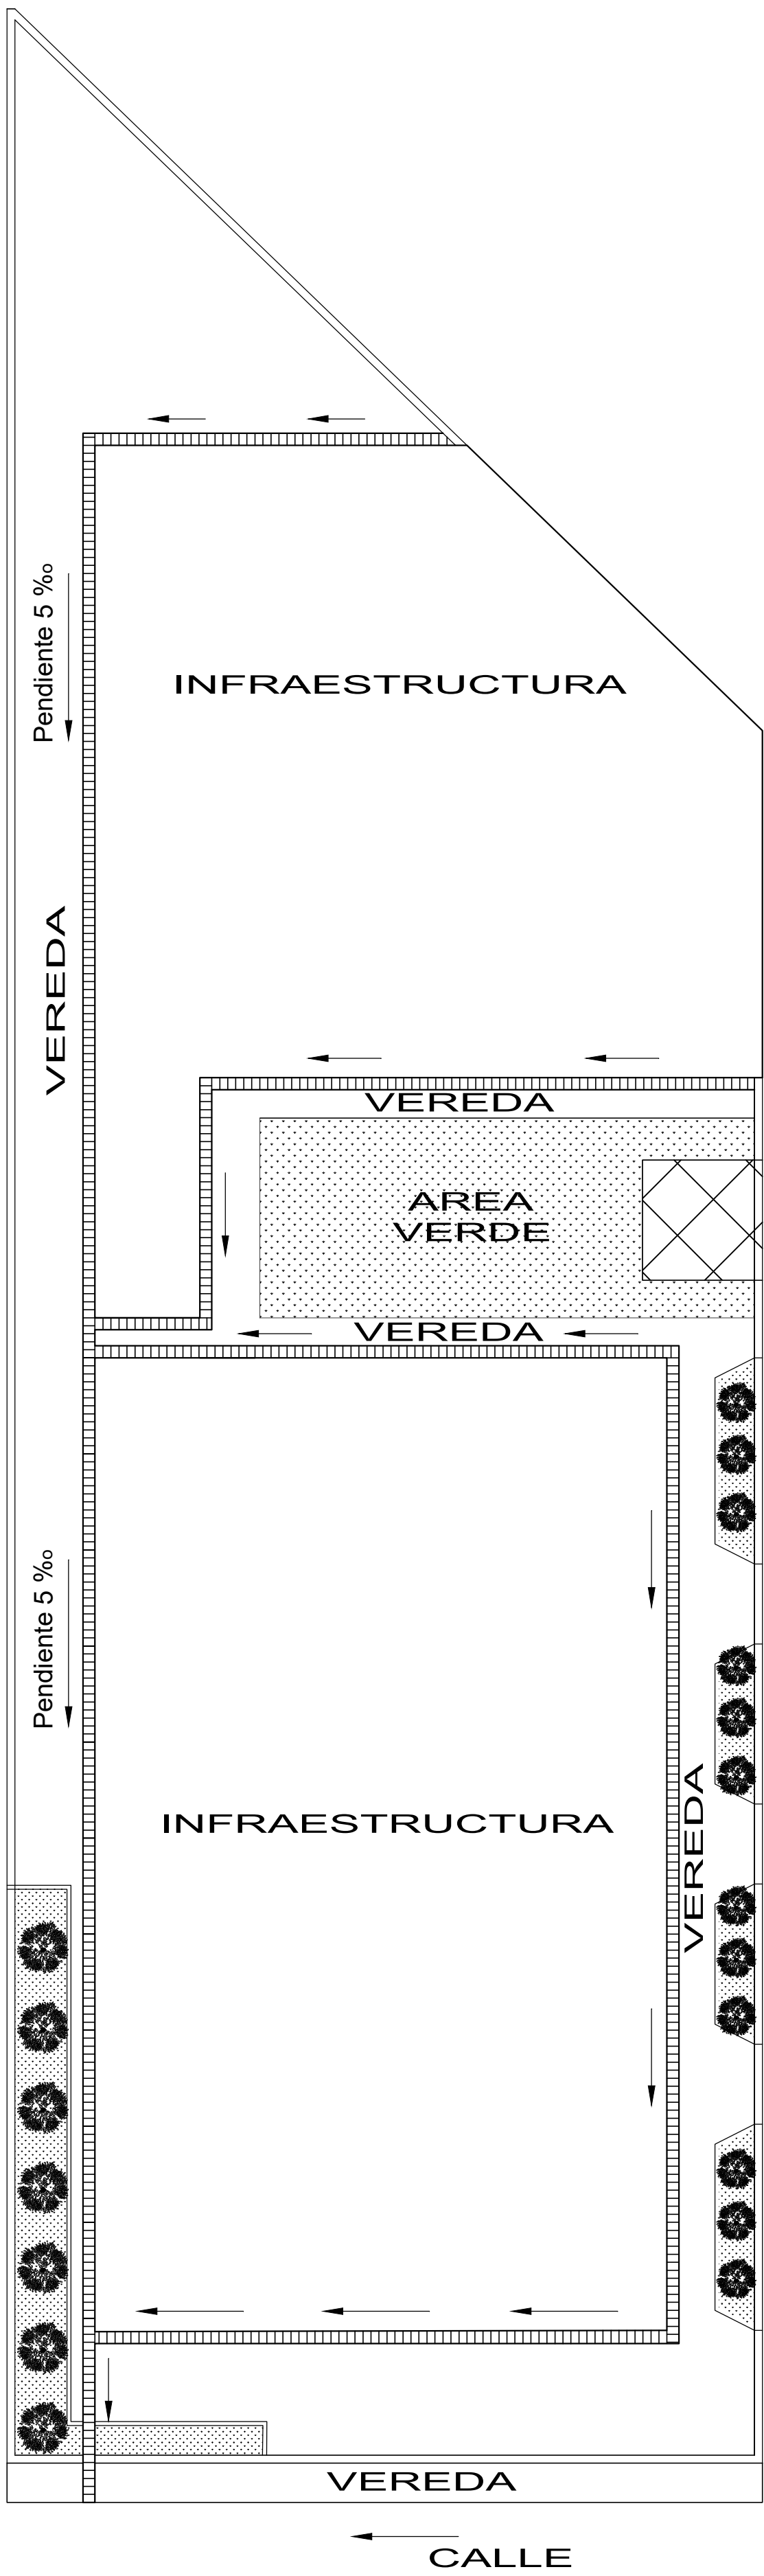 Pendiente 5 ‰
INFRAESTRUCTURA
VEREDA
VEREDA
AREA
VERDE
VEREDA
Pendiente 5 ‰
INFRAESTRUCTURA
VEREDA
VEREDA
CALLE